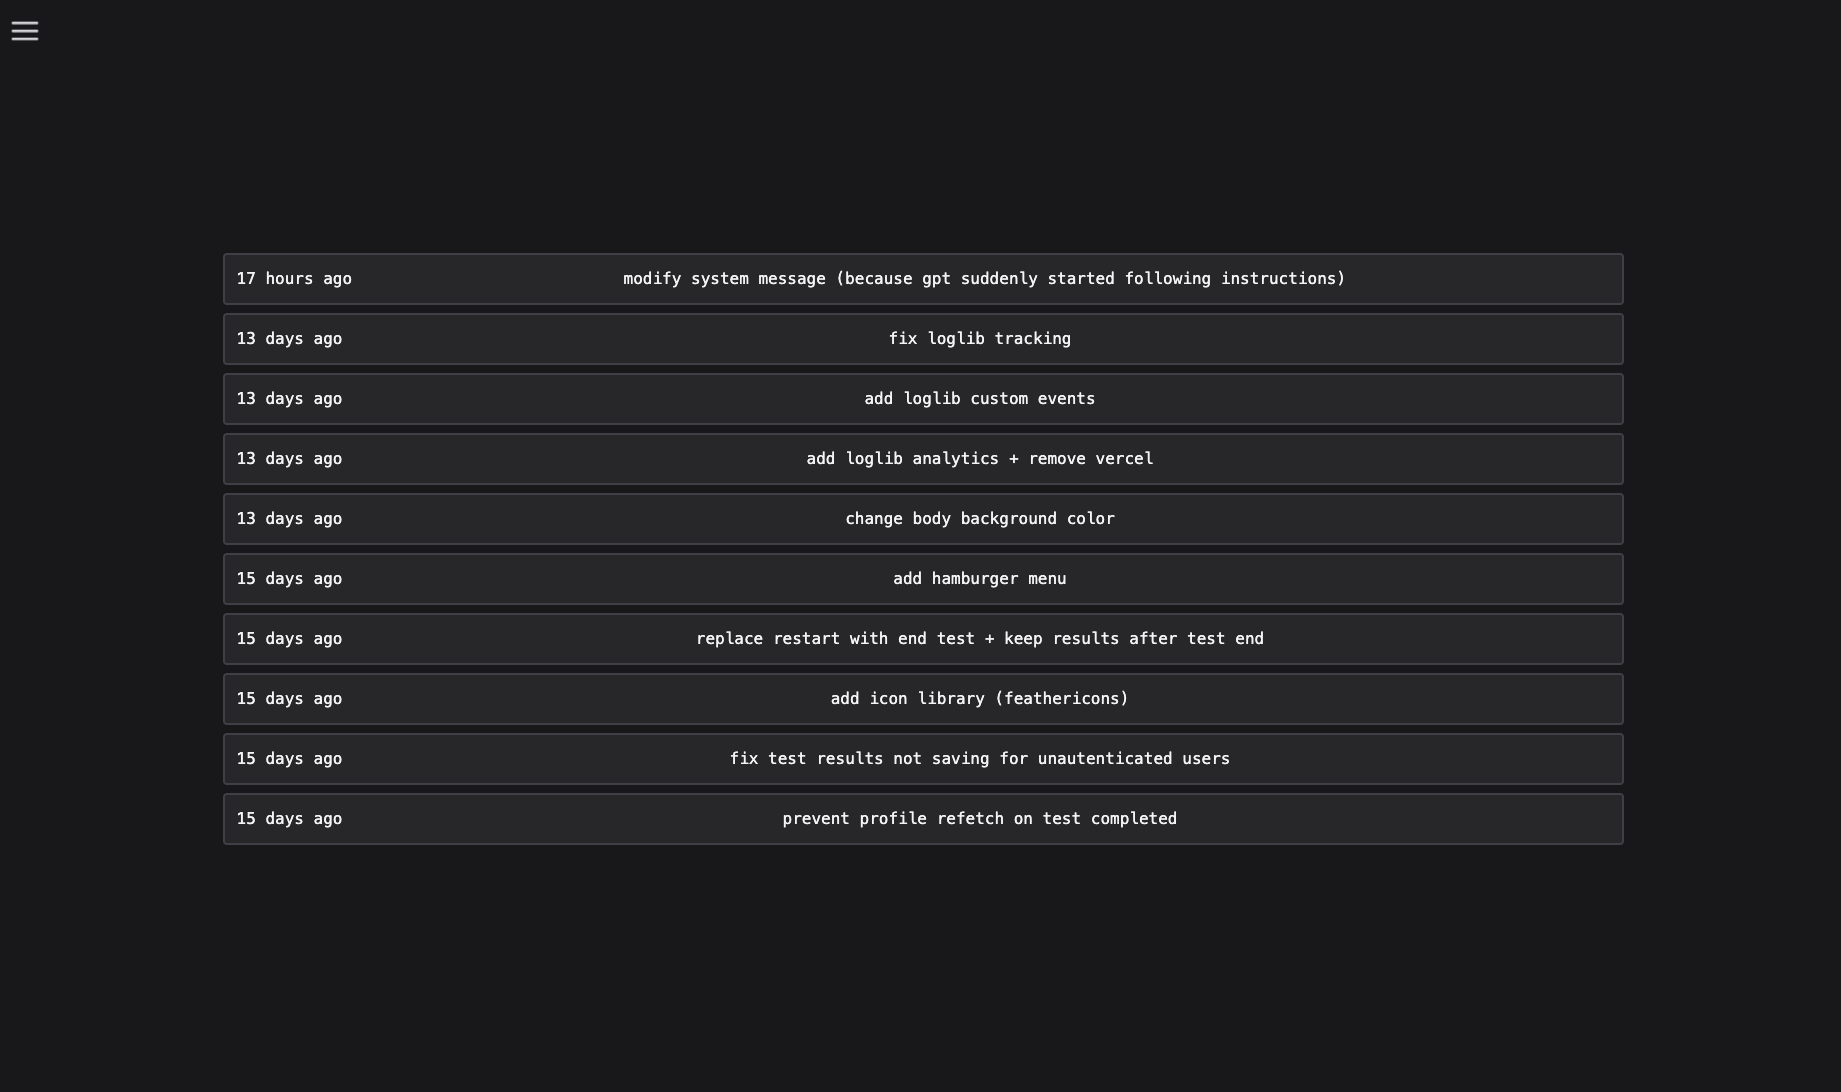 17 hours ago modify system message (because gpt suddenly started following instructions)
13 days ago fix loglib tracking
13 days ago add loglib custom events
13 days ago add loglib analytics + remove vercel
13 days ago change body background color
15 days ago add hamburger menu
15 days ago replace restart with end test + keep results after test end
15 days ago add icon library (feathericons)
15 days ago fix test results not saving for unautenticated users
15 days ago prevent profile refetch on test completed